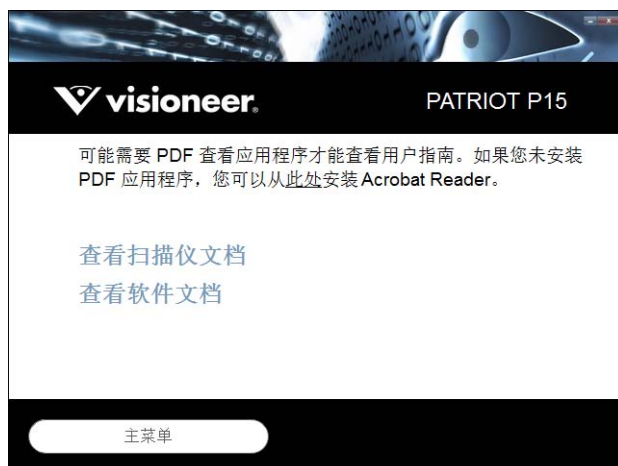 visioneer®
PATRIOT P15
可能需要 PDF 查看应用程序才能查看用户指南。如果您未安装
PDF 应用程序，您可以从此处安装 Acrobat Reader。
查看扫描仪文档
查看软件文档
主菜单